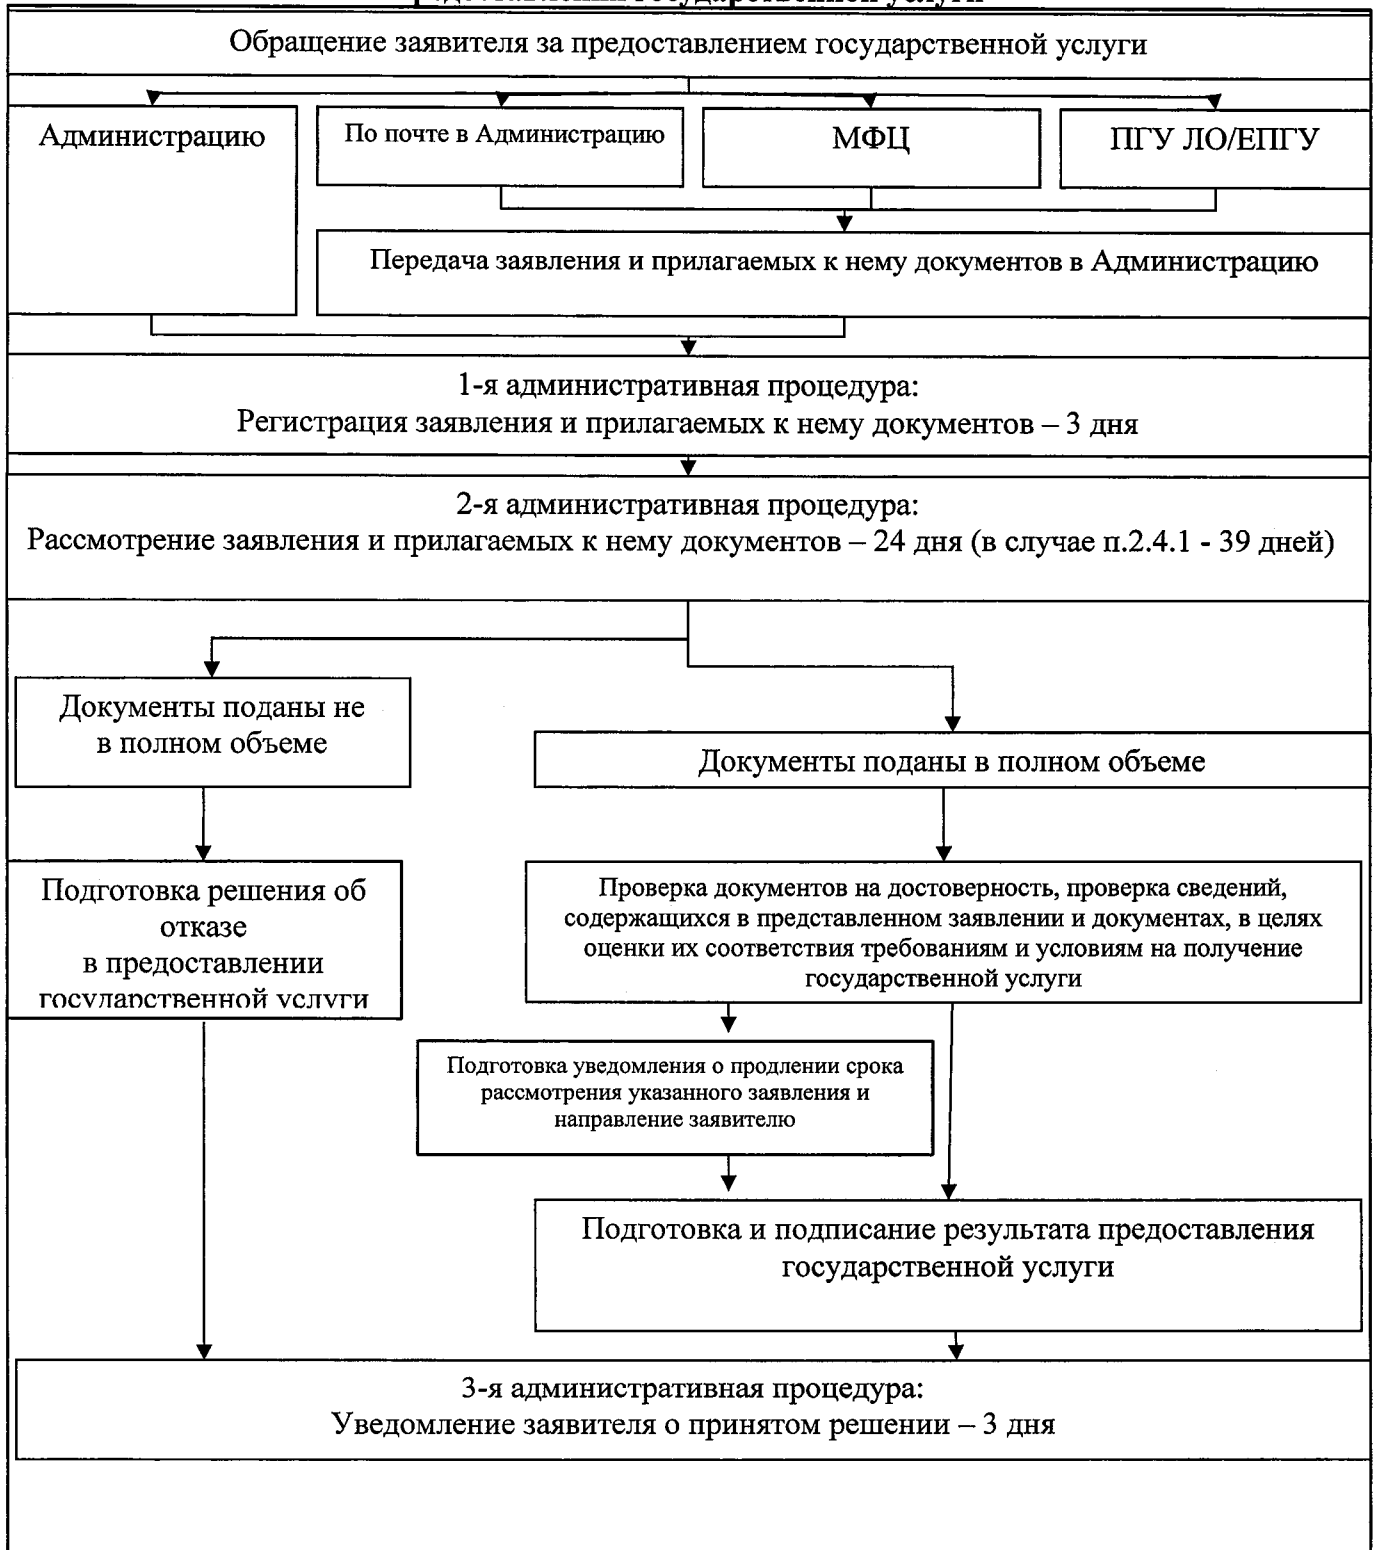 предоставлении государственной услуги
Обращение заявителя за предоставлением государственной услуги
Администрацию
По почте в Администрацию
МФЦ
ПГУ ЛО/ЕПГУ
Передача заявления и прилагаемых к нему документов в Администрацию
1-я административная процедура:
Регистрация заявления и прилагаемых к нему документов – 3 дня
2-я административная процедура:
Рассмотрение заявления и прилагаемых к нему документов – 24 дня (в случае п.2.4.1 - 39 дней)
Документы поданы не
в полном объеме
Документы поданы в полном объеме
Подготовка решения об
отказе
в предоставлении
государственной услуги
Проверка документов на достоверность, проверка сведений,
содержащихся в представленном заявлении и документах, в целях
оценки их соответствия требованиям и условиям на получение
государственной услуги
Подготовка уведомления о продлении срока
рассмотрения указанного заявления и
направление заявителю
Подготовка и подписание результата предоставления
государственной услуги
3-я административная процедура:
Уведомление заявителя о принятом решении – 3 дня